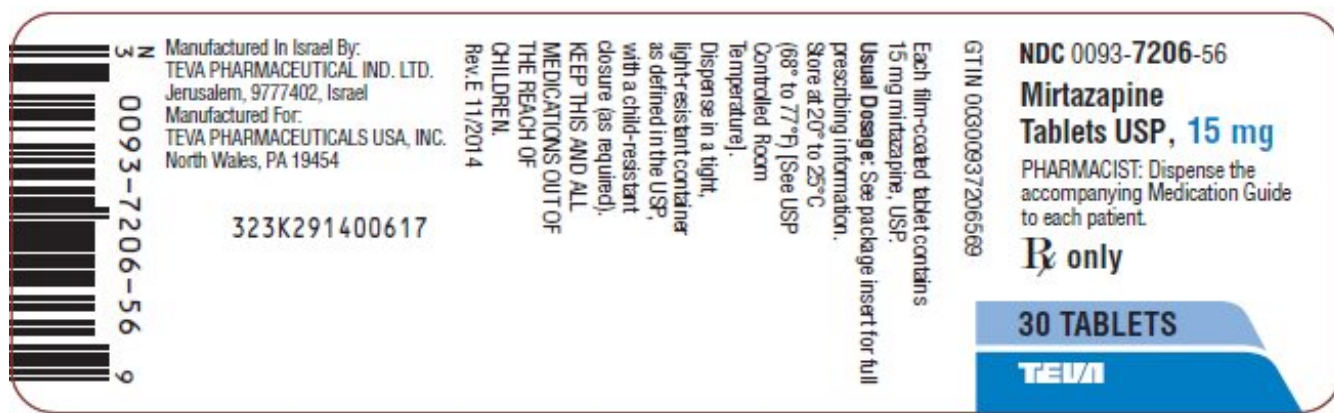 N
3 0093-7206-56 9
Manufactured In Israel By:
TEVA PHARMACEUTICAL IND. LTD.
Jerusalem, 9777402, Israel
Manufactured For:
TEVA PHARMACEUTICALS USA, INC.
North Wales, PA 19454
323K291400617
Each film-coated tablet contains
15 mg mirtazapine, USP.
Usual Dosage: See package insert for full
prescribing information.
Store at 20° to 25°C
(68° to 77°F) [See USP
Controlled Room
Temperature].
Dispense in a tight,
light-resistant container
as defined in the USP,
with a child-resistant
closure (as required).
KEEP THIS AND ALL
MEDICATIONS OUT OF
THE REACH OF
CHILDREN.
Rev. E 11/2014
GTIN 00300937206569
NDC 0093-7206-56
Mirtazapine
Tablets USP, 15 mg
PHARMACIST: Dispense the
accompanying Medication Guide
to each patient.
Rx only
30 TABLETS
TEVA